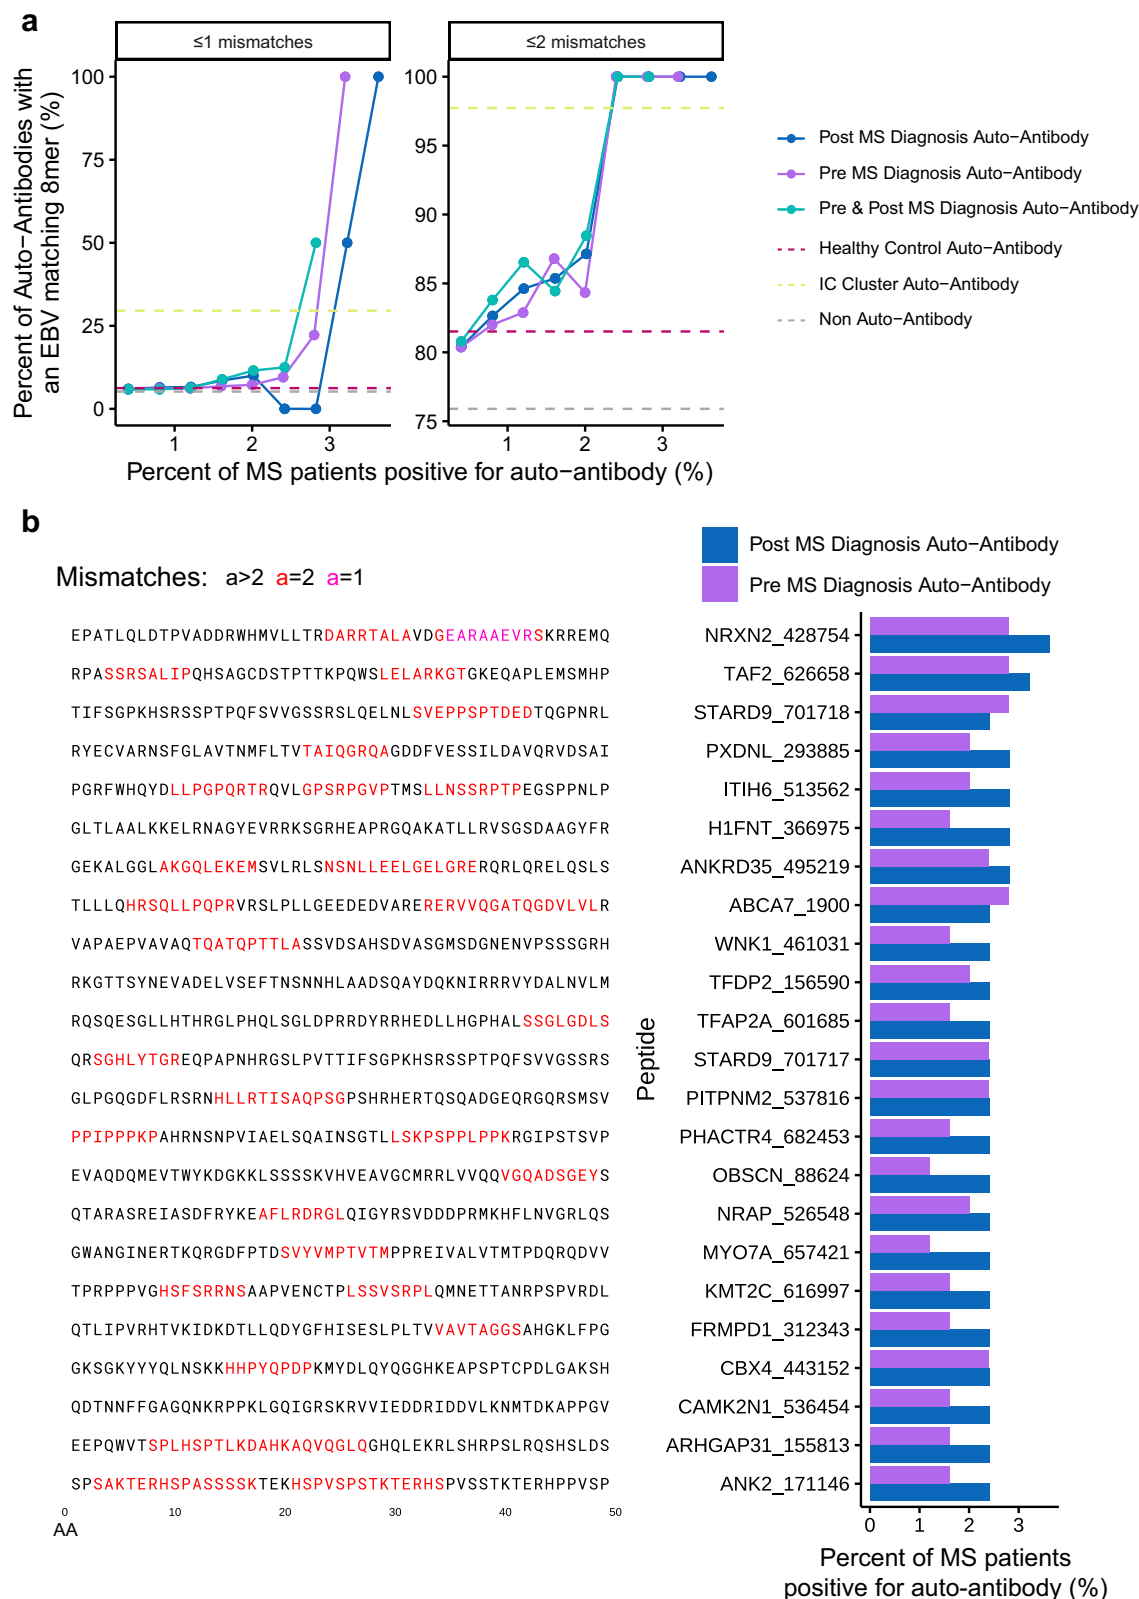 a
≤1 mismatches
≤2 mismatches
Percent of Auto−Antibodies with
an EBV matching 8mer (%)
100
75
50
25
0
1
2
3
100
95
90
85
80
75
1
2
3
Percent of MS patients positive for auto−antibody (%)
Post MS Diagnosis Auto−Antibody
Pre MS Diagnosis Auto−Antibody
Pre & Post MS Diagnosis Auto−Antibody
Healthy Control Auto−Antibody
IC Cluster Auto−Antibody
Non Auto−Antibody
b
Mismatches: a>2 a=2 a=1
Post MS Diagnosis Auto−Antibody
Pre MS Diagnosis Auto−Antibody
EPATLQLDTPVADDRWHMVLLTRDARRTALAVDGEARAAEVRSKRREMQ NRXN2_428754
RPASSRSALIPQHSAGCDSTPTTKPQWSLELARKGTGKEQAPLEMSMHP TAF2_626658
TIFSGPKHSRSSPTPQFSVVGSSRSLQELNLSVEPPSPTDEDTQGPNRL STARD9_701718
RYECVARNSFGLAVTNMFLTVTAIQGRQAGDDFVESSILDAVQRVDSAI PXDNL_293885
PGRFWHQYDLLPGPQRTRQVLGPSRPGVPTMSLLNSSRPTPEGSPPNLP ITIH6_513562
GLTLAALKKELRNAGYEVRRKSGRHEAPRGQAKATLLRVSGSDAAGYFR H1FNT_366975
GEKALGGLAKGQLEKEMSVLRLSNSNLLEELGELGRERQRLQRELQSLS ANKRD35_495219
TLLLQHRSQLLPQPRVRSLPLLGEEDEDVARERERVVQGATQGDVLVLR ABCA7_1900
VAPAEPVAVAQTQATQPTTLASSVDSAHSDVASGMSDGNENVPSSSGRH WNK1_461031
RKGTTSYNEVADELVSEFTNSNNHLAADSQAYDQKNIRRRVYDALNVLM TFDP2_156590
RQSQESGLLHTHRGLPHQLSGLDPRRDYRRHEDLLHGPHALSSGLGDLS TFAP2A_601685
QRSGHLYTGREQPAPNHRGSLPVTTIFSGPKHSRSSPTPQFSVVGSSRS STARD9_701717
GLPGQGDFLRSRNHLLRTISAQPSGPSHRHERTQSQADGEQRGQRSMSV PITPNM2_537816
PPIPPPKPAHRNSNPVIAELSQAINSGTLLSKPSPPLPPKRGIPSTSVP PHACTR4_682453
EVAQDQMEVTWYKDGKKLSSSSKVHVEAVGCMRRLVVQQVGQADSGEYS OBSCN_88624
QTARASREIASDFRYKEAFLRDRGLQIGYRSVDDDPRMKHFLNVGRLQS NRAP_526548
GWANGINERTKQRGDFPTDSVYVMPTVTMPPREIVALVTMTPDQRQDVV MYO7A_657421
TPRPPPVGHSFSRRNSAAPVENCTPLSSVSRPLQMNETTANRPSPVRDL KMT2C_616997
QTLIPVRHTVKIDKDTLLQDYGFHISESLPLTVVAVTAGGSAHGKLFPG FRMPD1_312343
GKSGKYYYQLNSKKHHPYQPDPKMYDLQYQGGHKEAPSPTCPDLGAKSH CBX4_443152
QDTNNFFGAGQNKRPPKLGQIGRSKRVVIEDDRIDDVLKNMTDKAPPGV CAMK2N1_536454
EEPQWVTSPLHSPTLKDAHKAQVQGLQGHQLEKRLSHRPSLRQSHSLDS ARHGAP31_155813
SPSAKTERHSPASSSSKTEKHSPVSPSTKTERHSPVSSTKTERHPPVSP ANK2_171146
0 10 20 30 40 50
AA
Peptide
0 1 2 3
Percent of MS patients
positive for auto-antibody (%)